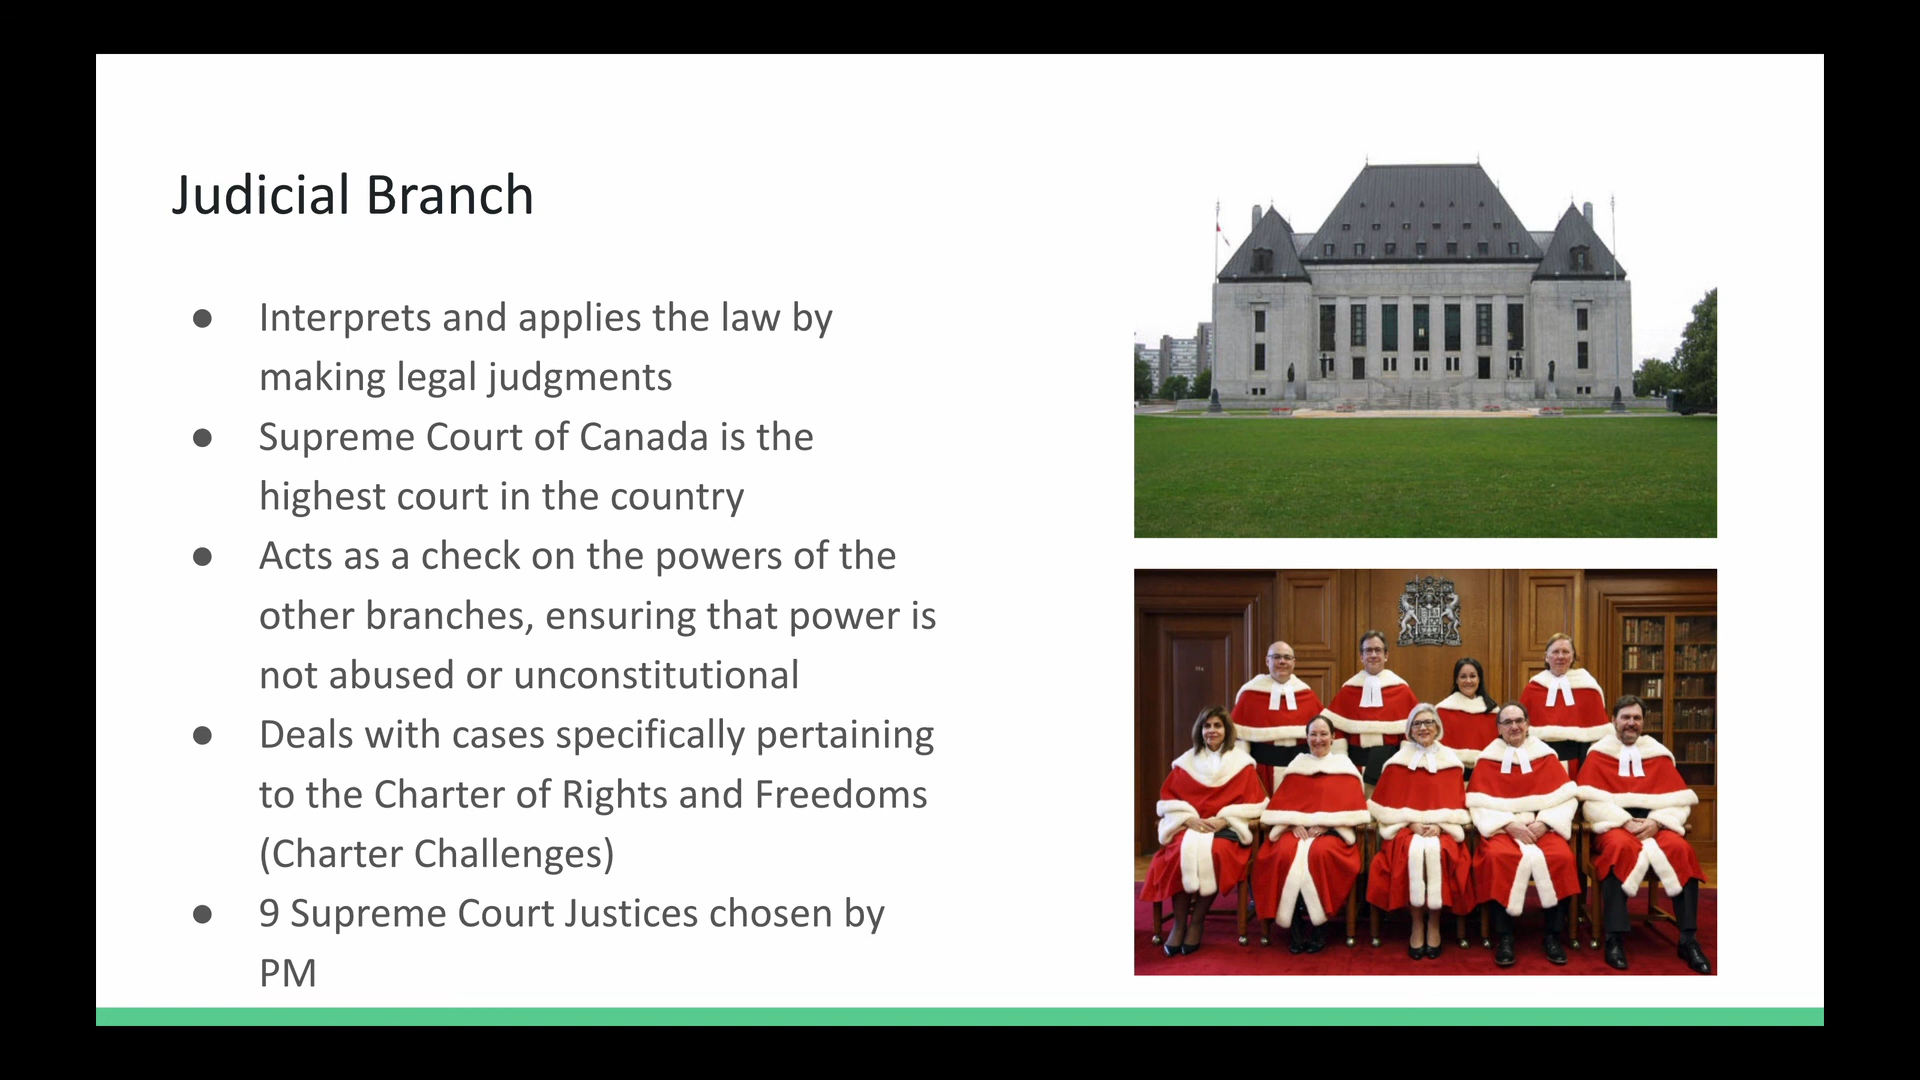 Judicial Branch
● Interprets and applies the law by
making legal judgments
● Supreme Court of Canada is the
highest court in the country
● Acts as a check on the powers of the
other branches, ensuring that power is
not abused or unconstitutional
● Deals with cases specifically pertaining
to the Charter of Rights and Freedoms
(Charter Challenges)
● 9 Supreme Court Justices chosen by
PM